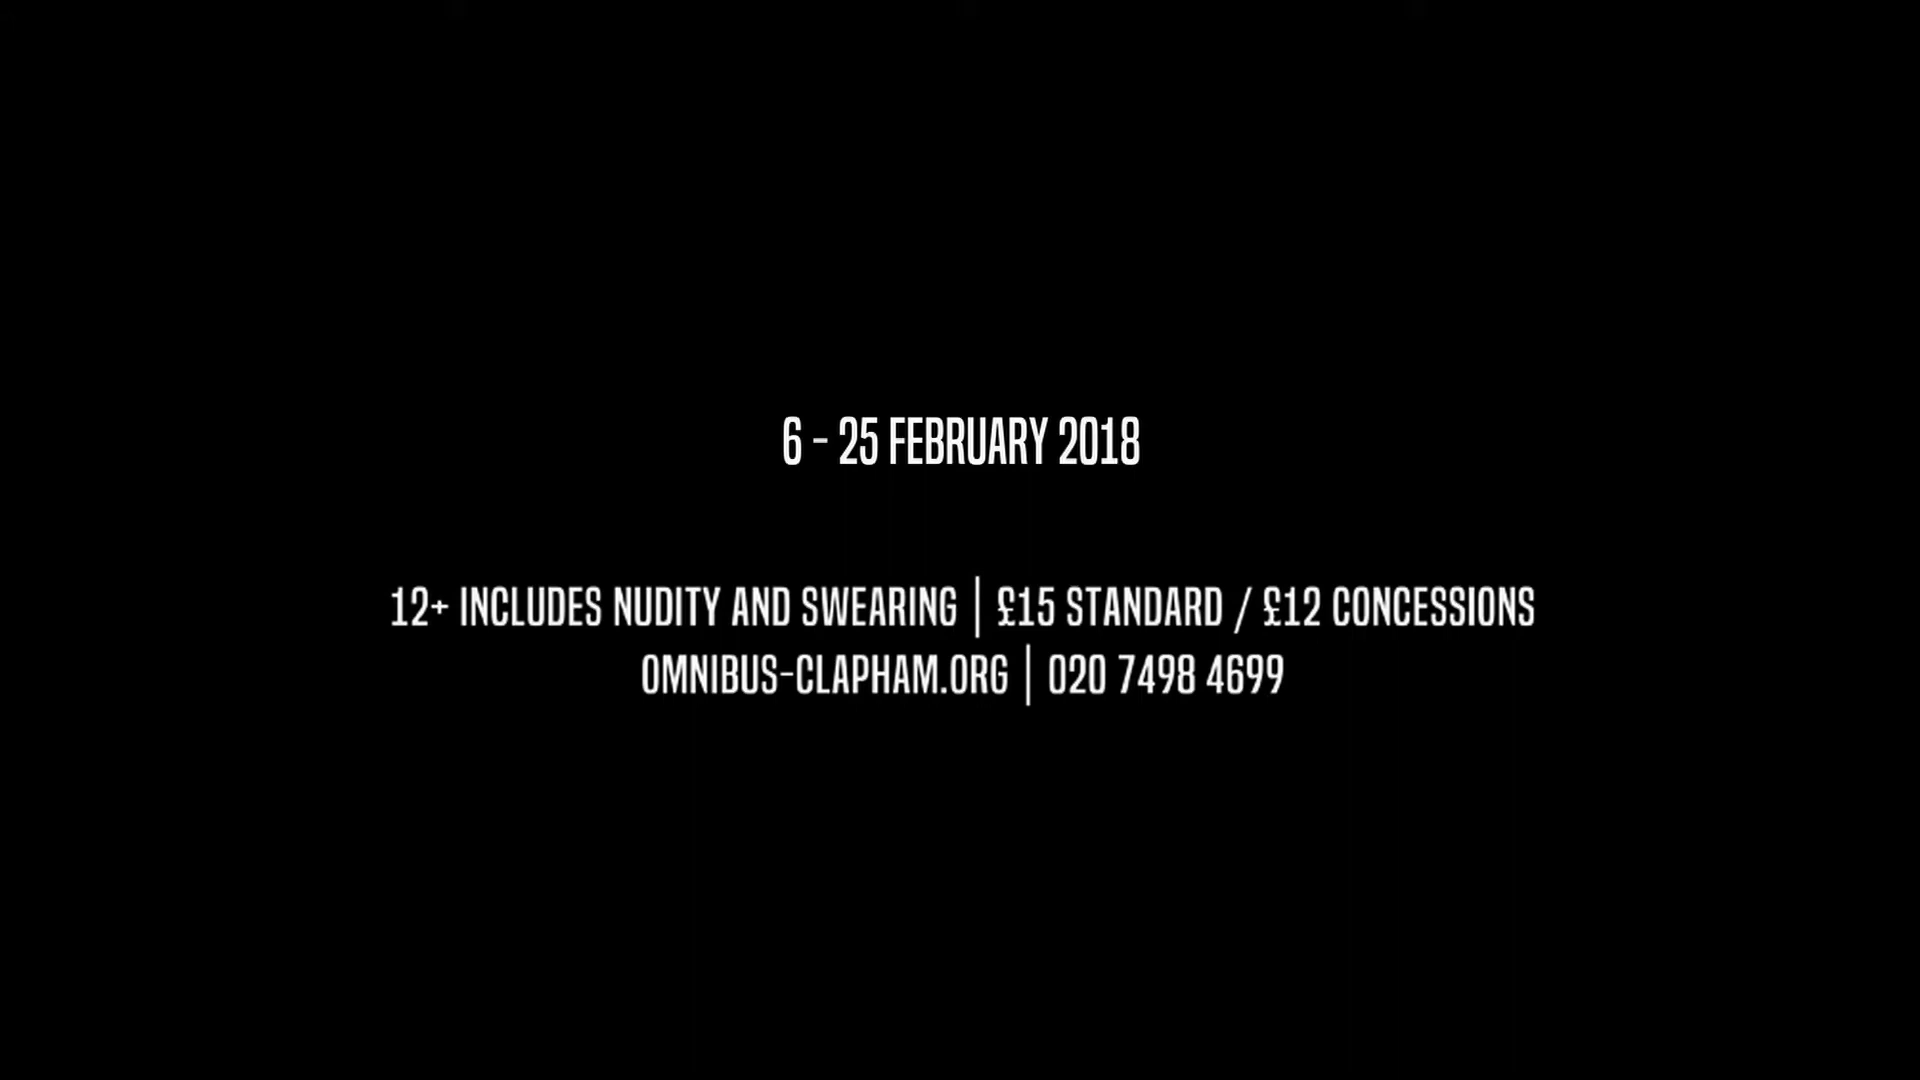 6 - 25 FEBRUARY 2018
12+ INCLUDES NUDITY AND SWEARING | £15 STANDARD / £12 CONCESSIONS
OMNIBUS-CLAPHAM.ORG | 020 7498 4699